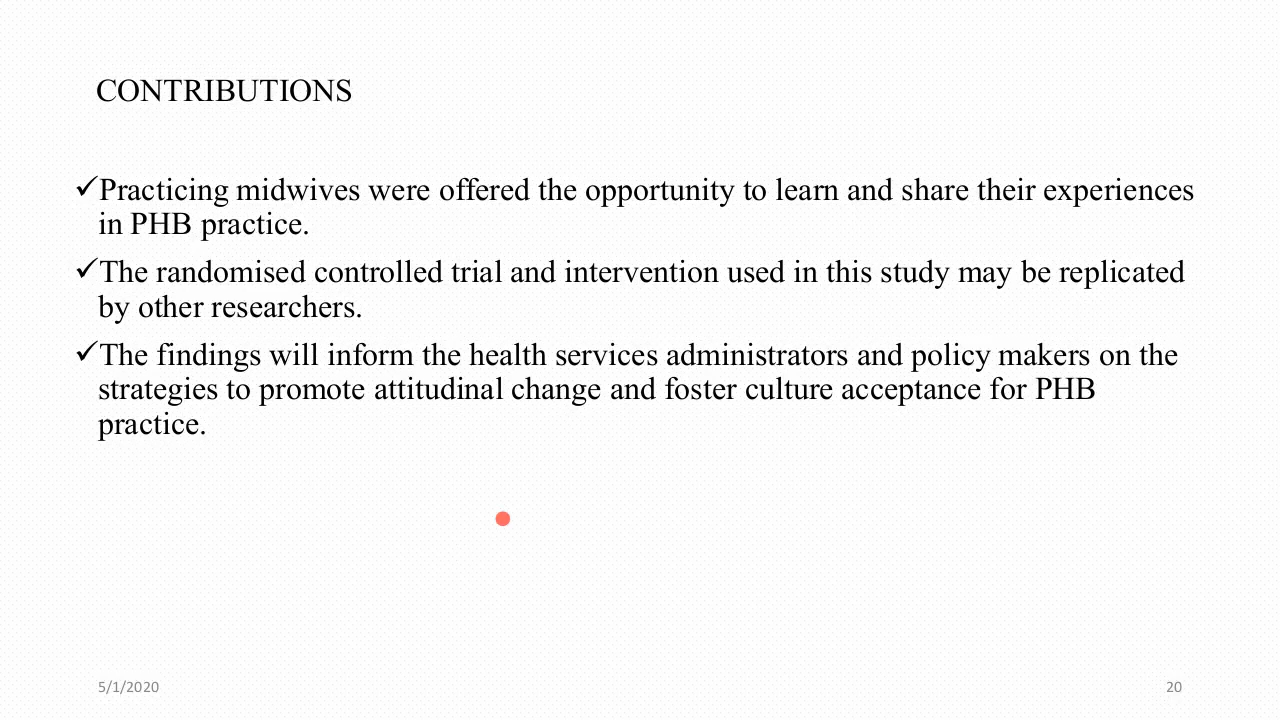 CONTRIBUTIONS
✓Practicing midwives were offered the opportunity to learn and share their experiences
in PHB practice.
✓The randomised controlled trial and intervention used in this study may be replicated
by other researchers.
✓The findings will inform the health services administrators and policy makers on the
strategies to promote attitudinal change and foster culture acceptance for PHB
practice.
5/1/2020
20